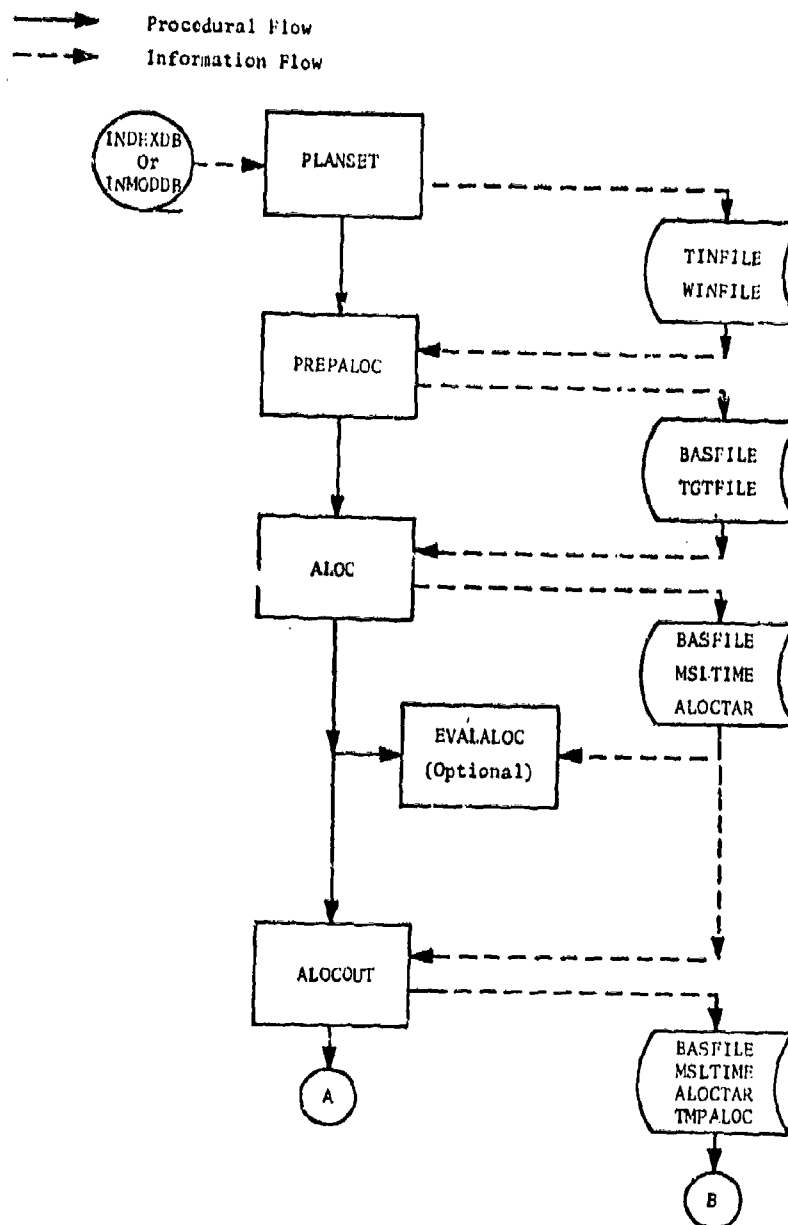 Procedural Flow
Information Flow
INDEXDB
Or
INMODDB
PLANSET
TINFILE
WINFILE
PREPALOC
BASFILE
TGTFILE
ALOC
BASFILE
MSLTIME
ALOCTAR
EVALALOC
(Optional)
ALOCOUT
BASFILE
MSLTIME
ALOCTAR
TMPALOC
A
B